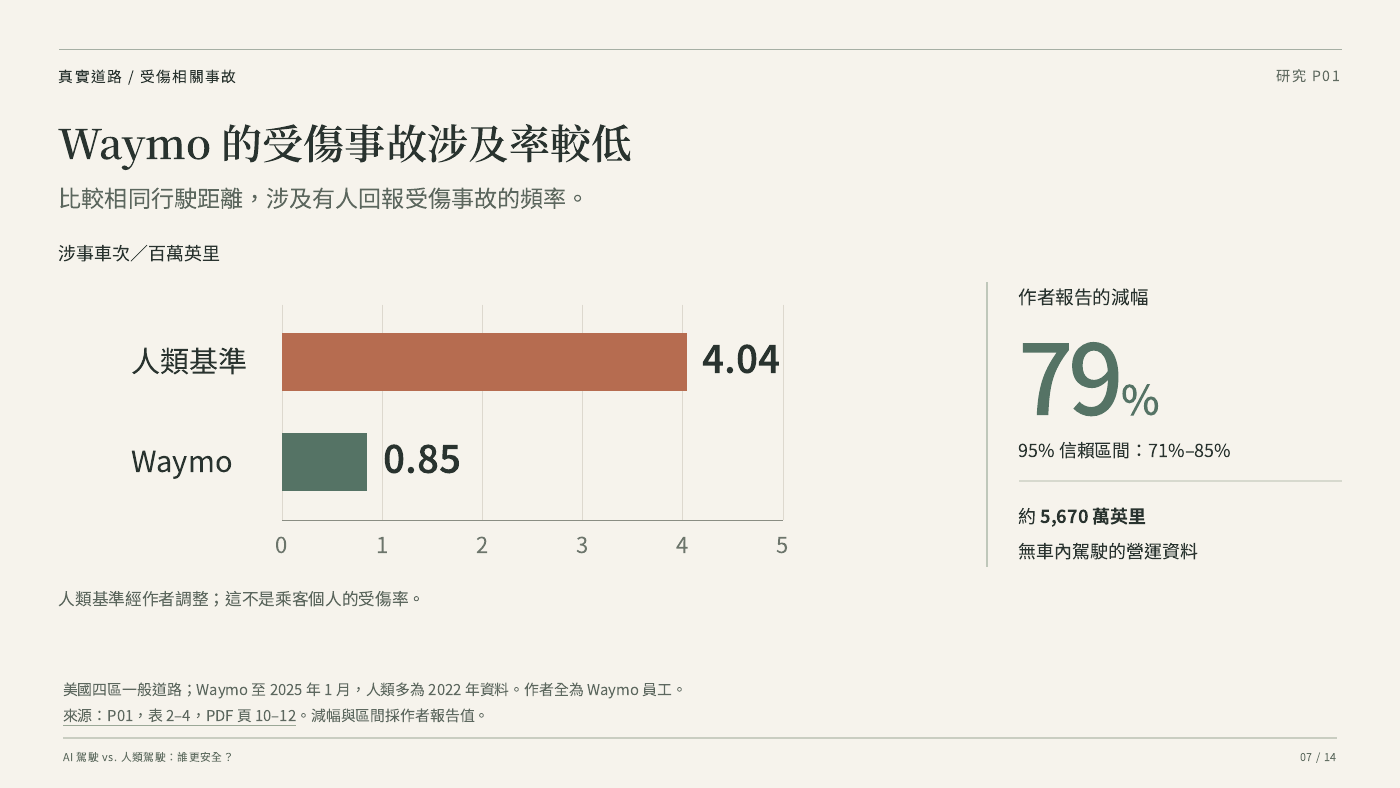 真實道路 / 受傷相關事故
研究 P01
Waymo 的受傷事故涉及率較低
比較相同行駛距離，涉及有人回報受傷事故的頻率。
涉事車次／百萬英里
人類基準
4.04
Waymo
0.85
0 1 2 3 4 5
作者報告的減幅
79%
95% 信賴區間：71%–85%
約 5,670 萬英里
無車內駕駛的營運資料
人類基準經作者調整；這不是乘客個人的受傷率。
美國四區一般道路；Waymo 至 2025 年 1 月，人類多為 2022 年資料。作者全為 Waymo 員工。
來源：P01，表 2–4，PDF 頁 10–12。減幅與區間採作者報告值。
AI 駕駛 vs. 人類駕駛：誰更安全？
07 / 14